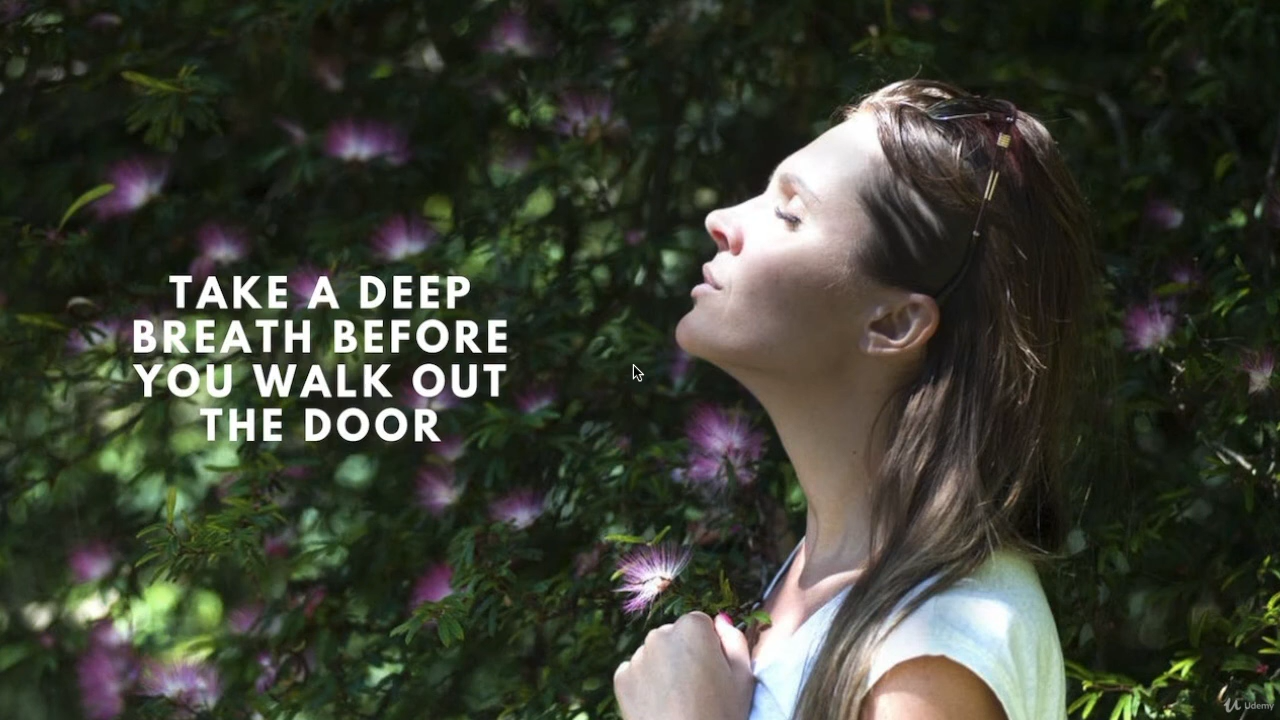 TAKE A DEEP
BREATH BEFORE
YOU WALK OUT
THE DOOR
Udemy